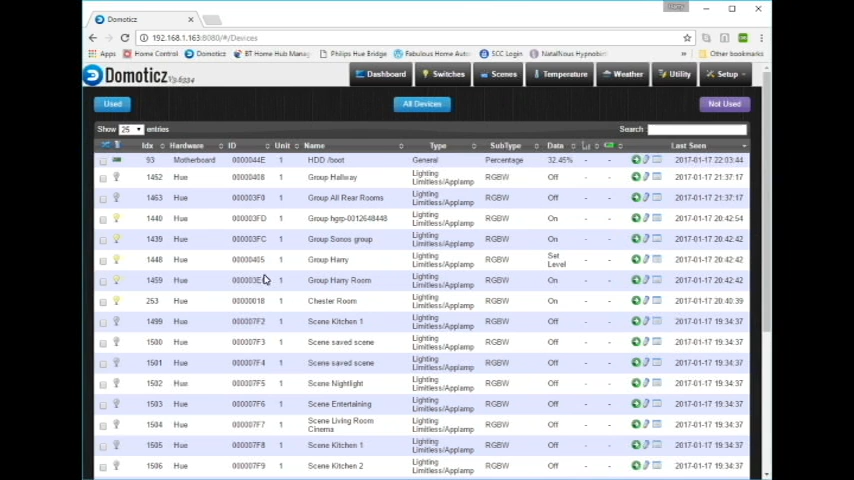 Harry
Domoticz
192.168.1.163:8080/#/Devices
Apps Home Control Domoticz BT Home Hub Mana Philips Hue Bridge Fabulous Home Auto SCC Login NatalNous Hypnobirt » Other bookmarks
Domoticz V3.6334 Dashboard Switches Scenes Temperature Weather Utility Setup
Used All Devices Not Used
Show 25 entries Search:
Idx Hardware ID Unit Name Type SubType Data Last Seen
93 Motherboard 0000044E 1 HDD /boot General Percentage 32.45% - - 2017-01-17 22:03:44
1452 Hue 00000408 1 Group Hallway Lighting Limitless/Applamp RGBW Off - - 2017-01-17 21:37:17
1463 Hue 000003F0 1 Group All Rear Rooms Lighting Limitless/Applamp RGBW Off - - 2017-01-17 21:37:17
1440 Hue 000003FD 1 Group hgrp-0012648448 Lighting Limitless/Applamp RGBW On - - 2017-01-17 20:42:54
1439 Hue 000003FC 1 Group Sonos group Lighting Limitless/Applamp RGBW On - - 2017-01-17 20:42:42
1448 Hue 00000405 1 Group Harry Lighting Limitless/Applamp RGBW Set Level - - 2017-01-17 20:42:42
1459 Hue 1 Group Harry Room Lighting Limitless/Applamp RGBW On - - 2017-01-17 20:42:42
253 Hue 00000018 1 Chester Room Lighting Limitless/Applamp RGBW On - - 2017-01-17 20:40:39
1499 Hue 000007F2 1 Scene Kitchen 1 Lighting Limitless/Applamp RGBW Off - - 2017-01-17 19:34:37
1500 Hue 000007F3 1 Scene saved scene Lighting Limitless/Applamp RGBW Off - - 2017-01-17 19:34:37
1501 Hue 000007F4 1 Scene saved scene Lighting Limitless/Applamp RGBW Off - - 2017-01-17 19:34:37
1502 Hue 000007F5 1 Scene Nightlight Lighting Limitless/Applamp RGBW Off - - 2017-01-17 19:34:37
1503 Hue 000007F6 1 Scene Entertaining Lighting Limitless/Applamp RGBW Off - - 2017-01-17 19:34:37
1504 Hue 000007F7 1 Scene Living Room Cinema Lighting Limitless/Applamp RGBW Off - - 2017-01-17 19:34:37
1505 Hue 000007F8 1 Scene Kitchen 1 Lighting Limitless/Applamp RGBW Off - - 2017-01-17 19:34:37
1506 Hue 000007F9 1 Scene Kitchen 2 Lighting Limitless/Applamp RGBW Off - - 2017-01-17 19:34:37